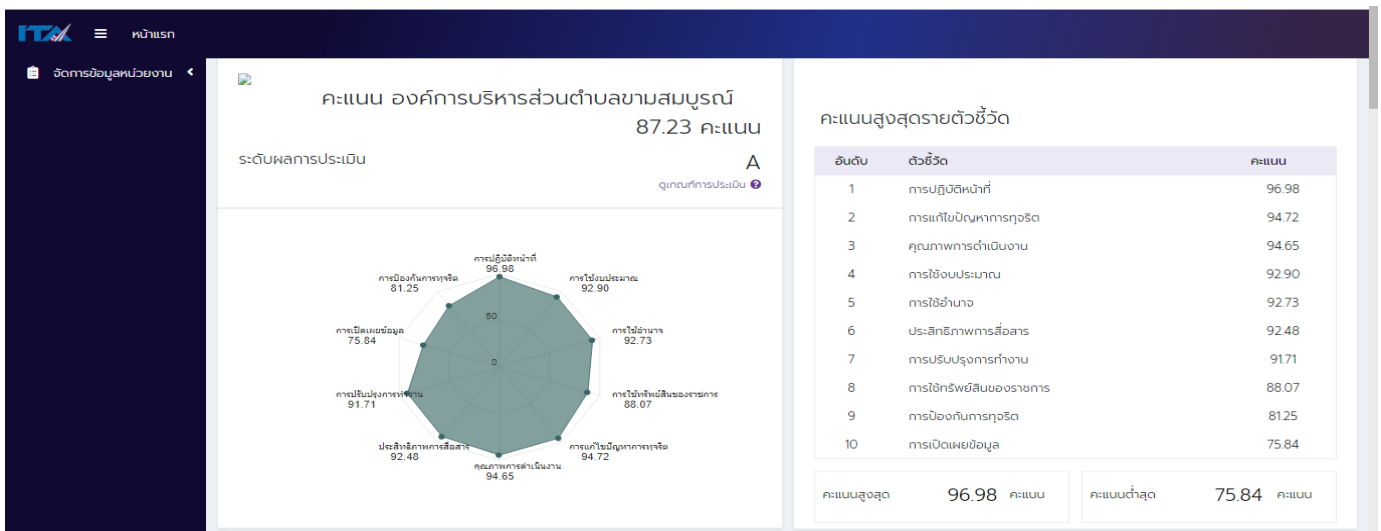 ITA
หน้าแรก
จัดการข้อมูลหน่วยงาน
คะแนน องค์การบริหารส่วนตำบลขามสมบูรณ์
87.23 คะแนน
ระดับผลการประเมิน
A
ดูเกณฑ์การประเมิน ?
การปฏิบัติหน้าที่
96.98
การใช้งบประมาณ
92.90
การใช้อำนาจ
92.73
การใช้ทรัพย์สินของราชการ
88.07
การแก้ไขปัญหาการทุจริต
94.72
คุณภาพการดำเนินงาน
94.65
ประสิทธิภาพการสื่อสาร
92.48
การปรับปรุงการทำงาน
91.71
การเปิดเผยข้อมูล
75.84
การป้องกันการทุจริต
81.25
50
0
คะแนนสูงสุดรายตัวชี้วัด
อันดับ ตัวชี้วัด คะแนน
1 การปฏิบัติหน้าที่ 96.98
2 การแก้ไขปัญหาการทุจริต 94.72
3 คุณภาพการดำเนินงาน 94.65
4 การใช้งบประมาณ 92.90
5 การใช้อำนาจ 92.73
6 ประสิทธิภาพการสื่อสาร 92.48
7 การปรับปรุงการทำงาน 91.71
8 การใช้ทรัพย์สินของราชการ 88.07
9 การป้องกันการทุจริต 81.25
10 การเปิดเผยข้อมูล 75.84
คะแนนสูงสุด 96.98 คะแนน
คะแนนต่ำสุด 75.84 คะแนน